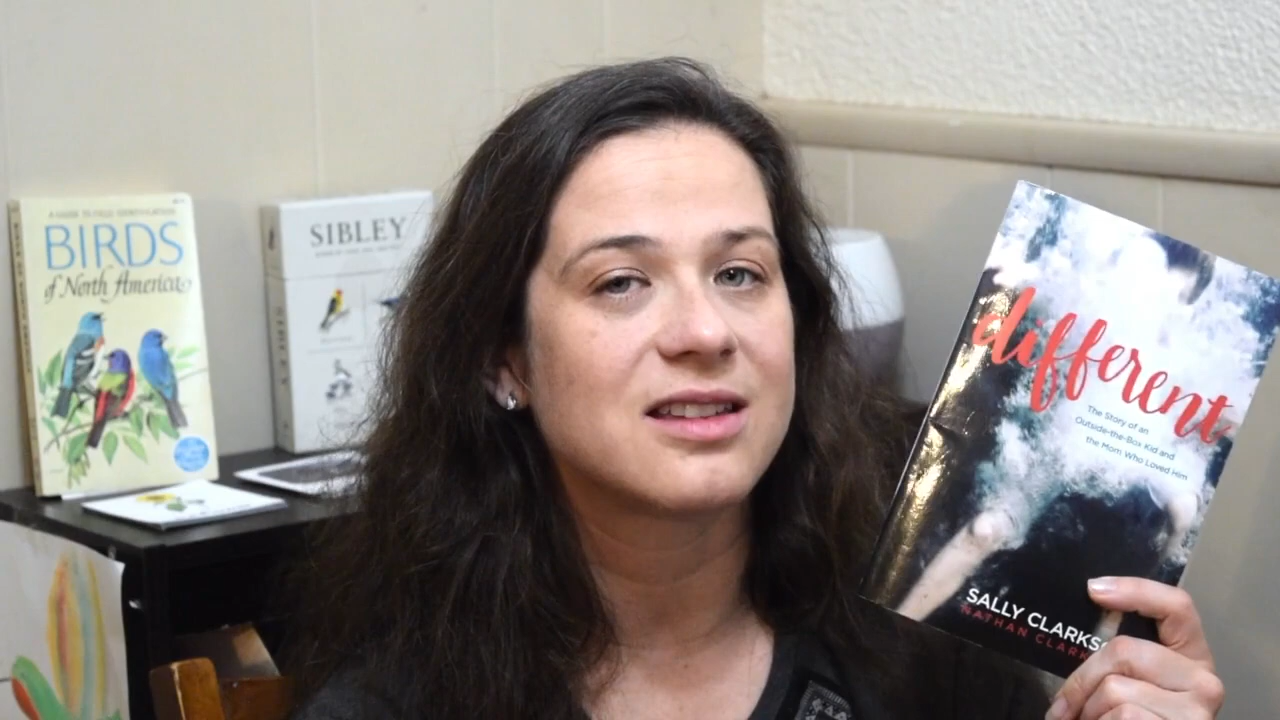 A GUIDE TO FIELD IDENTIFICATION
BIRDS
of North America
SIBLEY
different
The Story of an
Outside-the-Box Kid and
the Mom Who Loved Him
SALLY CLARKS
NATHAN CLARK